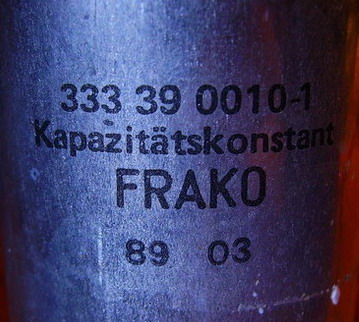 333 39 0010-1
Kapazitätskonstant
FRAKO
89 03